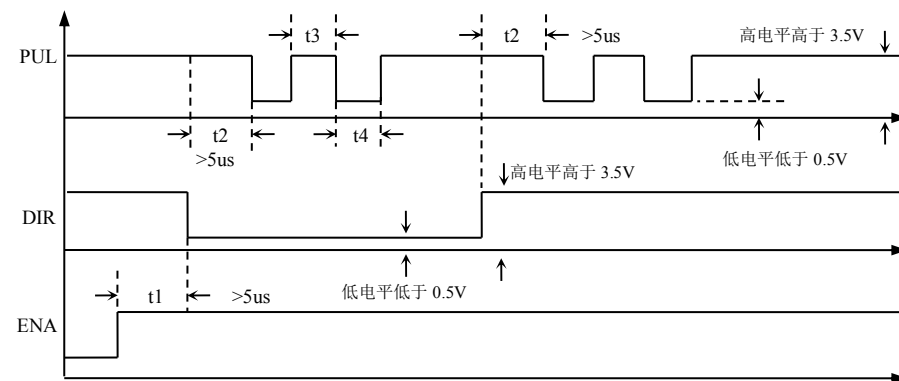 t3
t2
>5us
高电平高于 3.5V
PUL
t2
t4
>5us
低电平低于 0.5V
高电平高于 3.5V
DIR
低电平低于 0.5V
t1
>5us
ENA